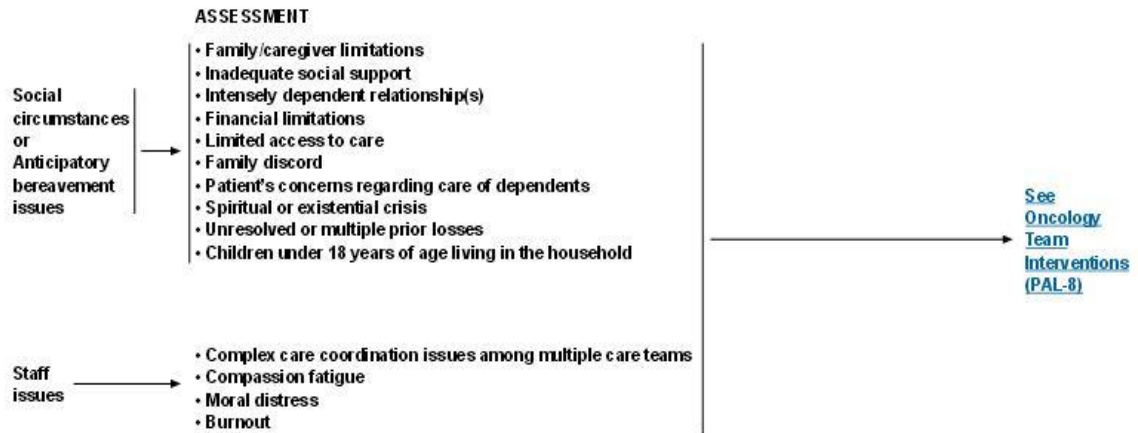 ASSESSMENT
Social
circumstances
or
Anticipatory
bereavement
issues
• Family/caregiver limitations
• Inadequate social support
• Intensely dependent relationship(s)
• Financial limitations
• Limited access to care
• Family discord
• Patient's concerns regarding care of dependents
• Spiritual or existential crisis
• Unresolved or multiple prior losses
• Children under 18 years of age living in the household
Staff
issues
• Complex care coordination issues among multiple care teams
• Compassion fatigue
• Moral distress
• Burnout
See
Oncology
Team
Interventions
(PAL-8)